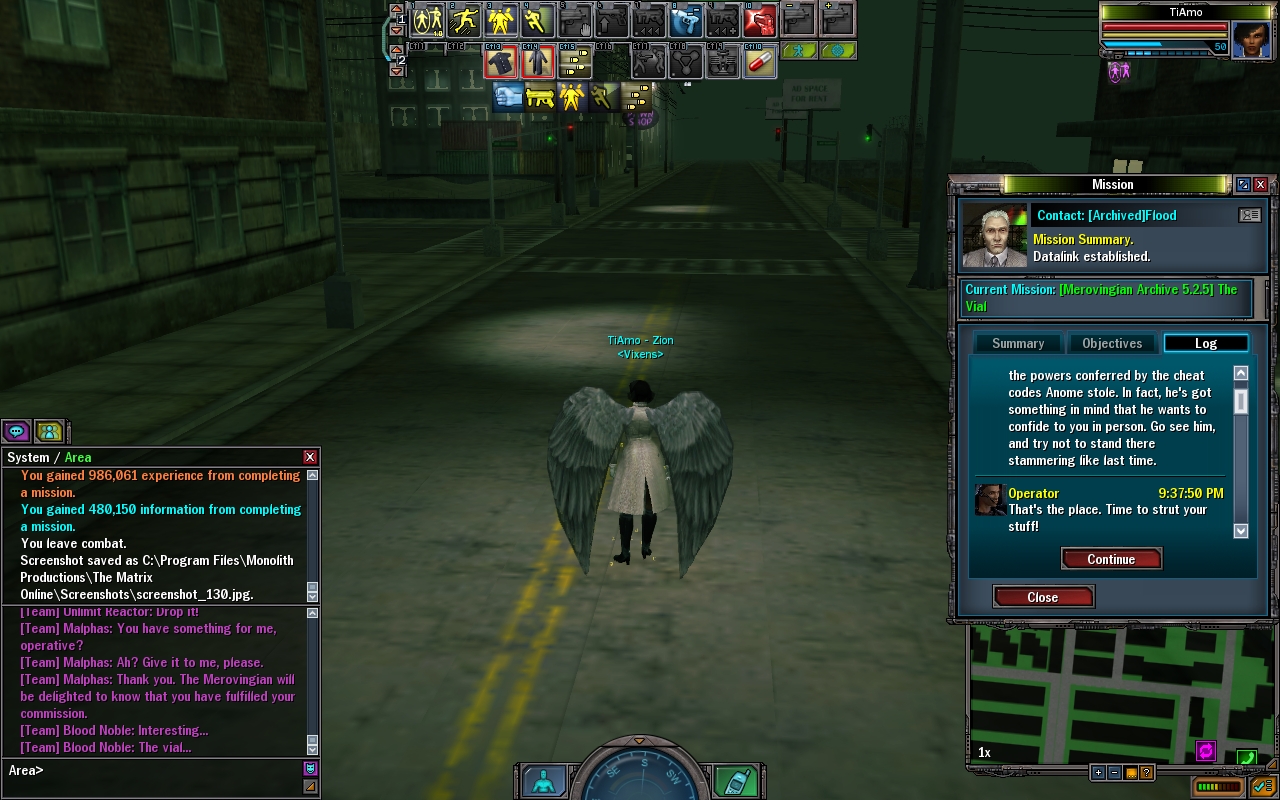 TiAmo
50
1
2
AD SPACE
FOR RENT
Mission
Contact: [Archived]Flood
Mission Summary.
Datalink established.
Current Mission: [Merovingian Archive 5.2.5] The
Vial
Summary
Objectives
Log
the powers conferred by the cheat
codes Anome stole. In fact, he's got
something in mind that he wants to
confide to you in person. Go see him,
and try not to stand there
stammering like last time.
Operator
9:37:50 PM
That's the place. Time to strut your
stuff!
Continue
Close
TiAmo - Zion
<Vixens>
System / Area
You gained 986,061 experience from completing
a mission.
You gained 480,150 information from completing
a mission.
You leave combat.
Screenshot saved as C:\Program Files\Monolith
Productions\The Matrix
Online\Screenshots\screenshot_130.jpg.
[Team] Unlimit Reactor: Drop it!
[Team] Malphas: You have something for me,
operative?
[Team] Malphas: Ah? Give it to me, please.
[Team] Malphas: Thank you. The Merovingian will
be delighted to know that you have fulfilled your
commission.
[Team] Blood Noble: Interesting...
[Team] Blood Noble: The vial...
Area>
SE
S
SW
1x